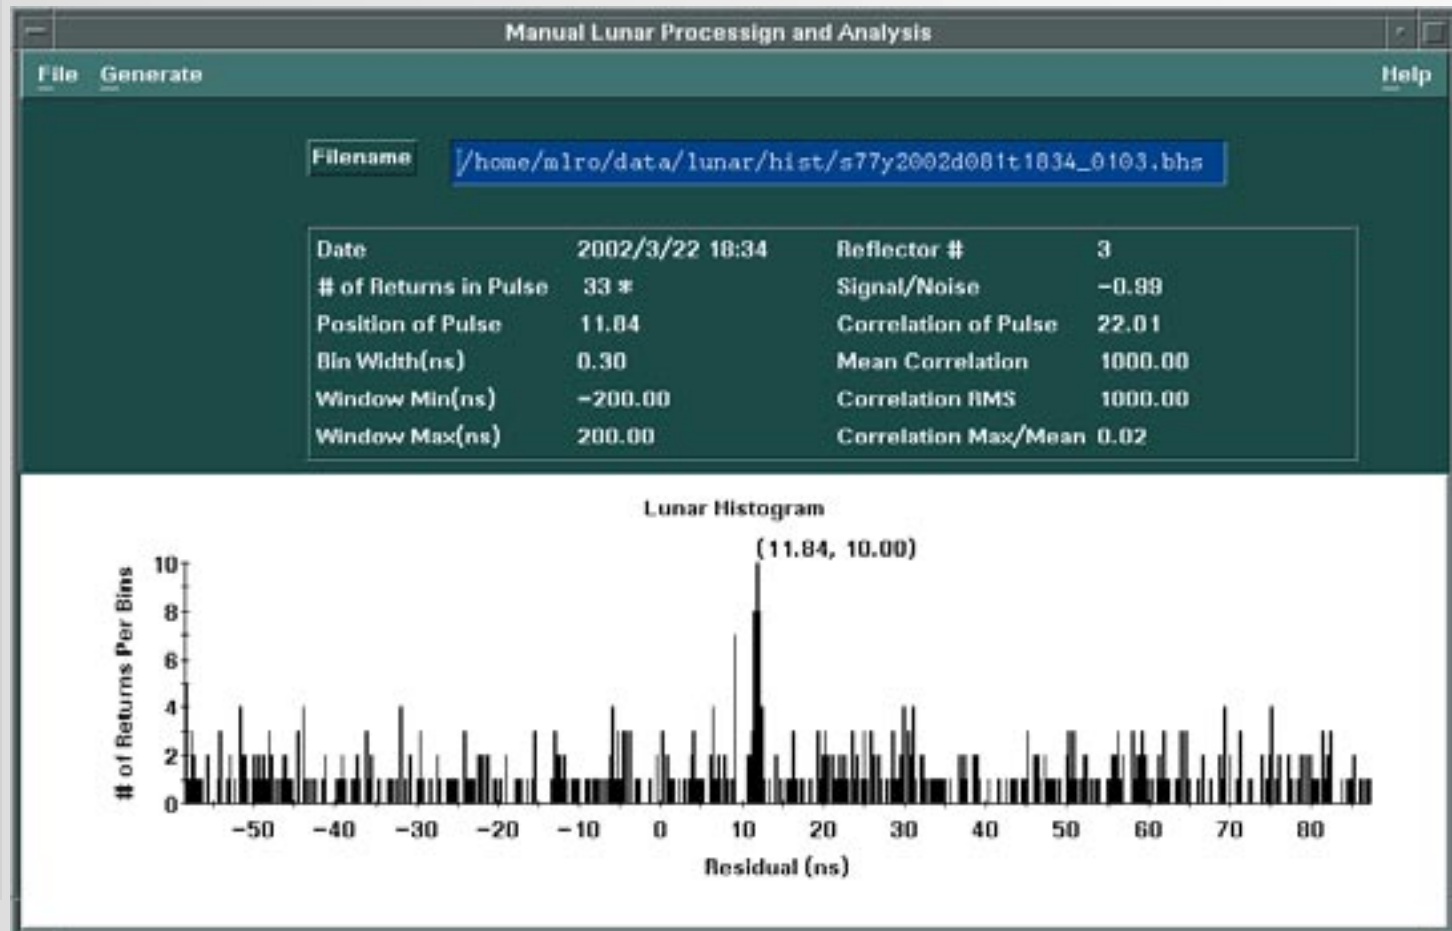 Manual Lunar Processign and Analysis
File Generate Help
Filename /home/mlro/data/lunar/hist/s77y2002d081t1834_0103.bhs
Date 2002/3/22 18:34 Reflector # 3
# of Returns in Pulse 33 * Signal/Noise -0.99
Position of Pulse 11.84 Correlation of Pulse 22.01
Bin Width(ns) 0.30 Mean Correlation 1000.00
Window Min(ns) -200.00 Correlation RMS 1000.00
Window Max(ns) 200.00 Correlation Max/Mean 0.02
Lunar Histogram
(11.84, 10.00)
# of Returns Per Bins
10
8
6
4
2
0
-50 -40 -30 -20 -10 0 10 20 30 40 50 60 70 80
Residual (ns)